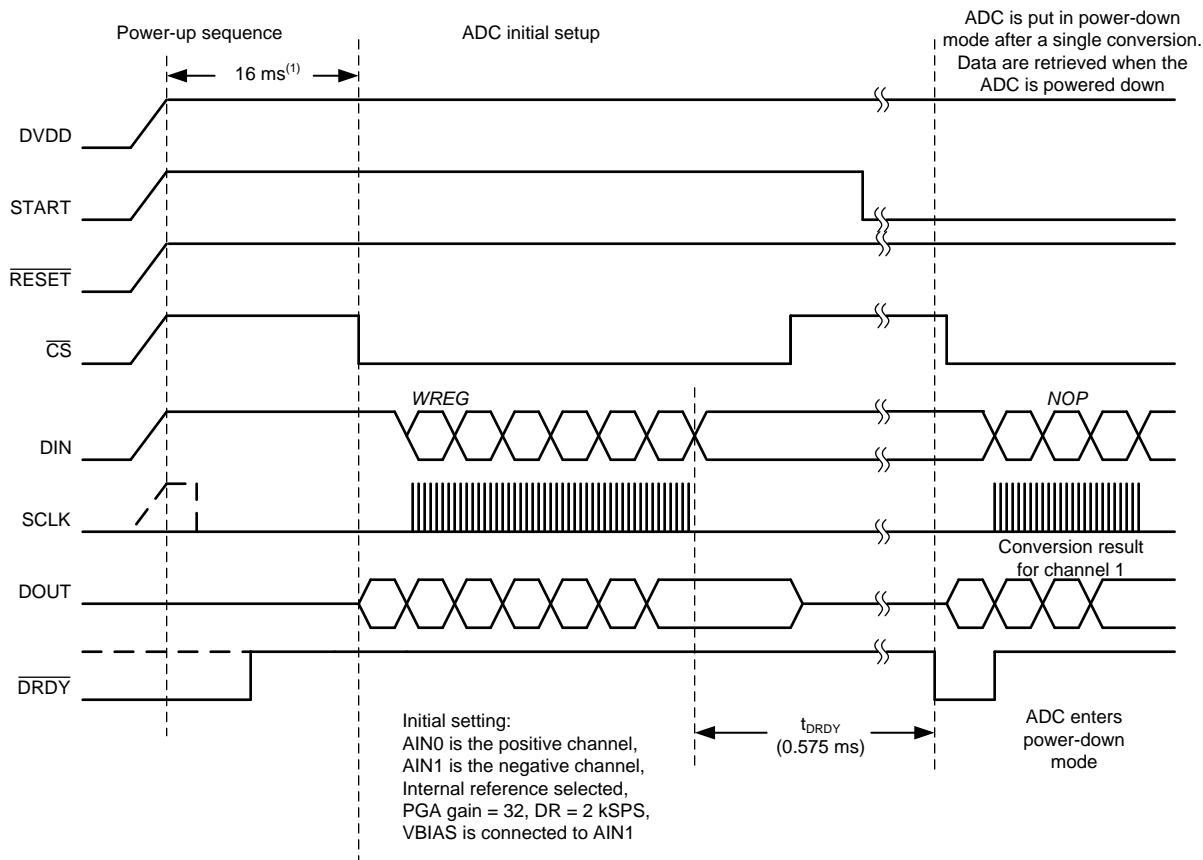 Power-up sequence
ADC initial setup
ADC is put in power-down
mode after a single conversion.
Data are retrieved when the
ADC is powered down
16 ms(1)
DVDD
START
RESET
CS
WREG
NOP
DIN
SCLK
Conversion result
for channel 1
DOUT
DRDY
Initial setting:
AIN0 is the positive channel,
AIN1 is the negative channel,
Internal reference selected,
PGA gain = 32, DR = 2 kSPS,
VBIAS is connected to AIN1
tDRDY
(0.575 ms)
ADC enters
power-down
mode